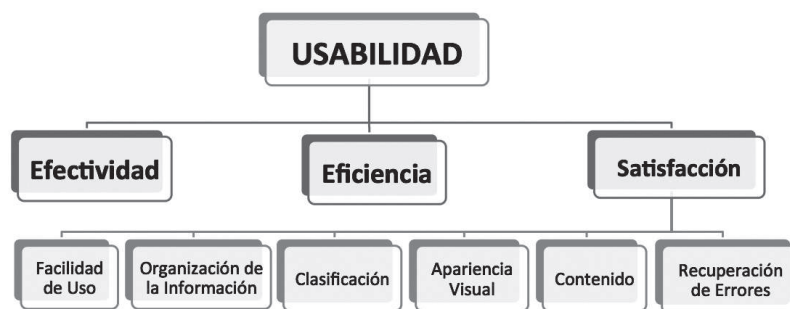 USABILIDAD
Efectividad
Eficiencia
Satisfacción
Facilidad
de Uso
Organización de
la Información
Clasificación
Apariencia
Visual
Contenido
Recuperación
de Errores